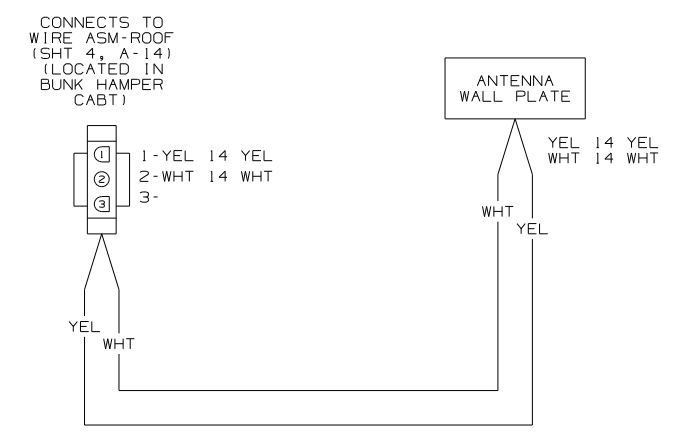 CONNECTS TO
WIRE ASM-ROOF
(SHT 4, A-14)
(LOCATED IN
BUNK HAMPER
CABT)
1
2
3
1-YEL 14 YEL
2-WHT 14 WHT
3-
ANTENNA
WALL PLATE
YEL 14 YEL
WHT 14 WHT
WHT
YEL
YEL
WHT